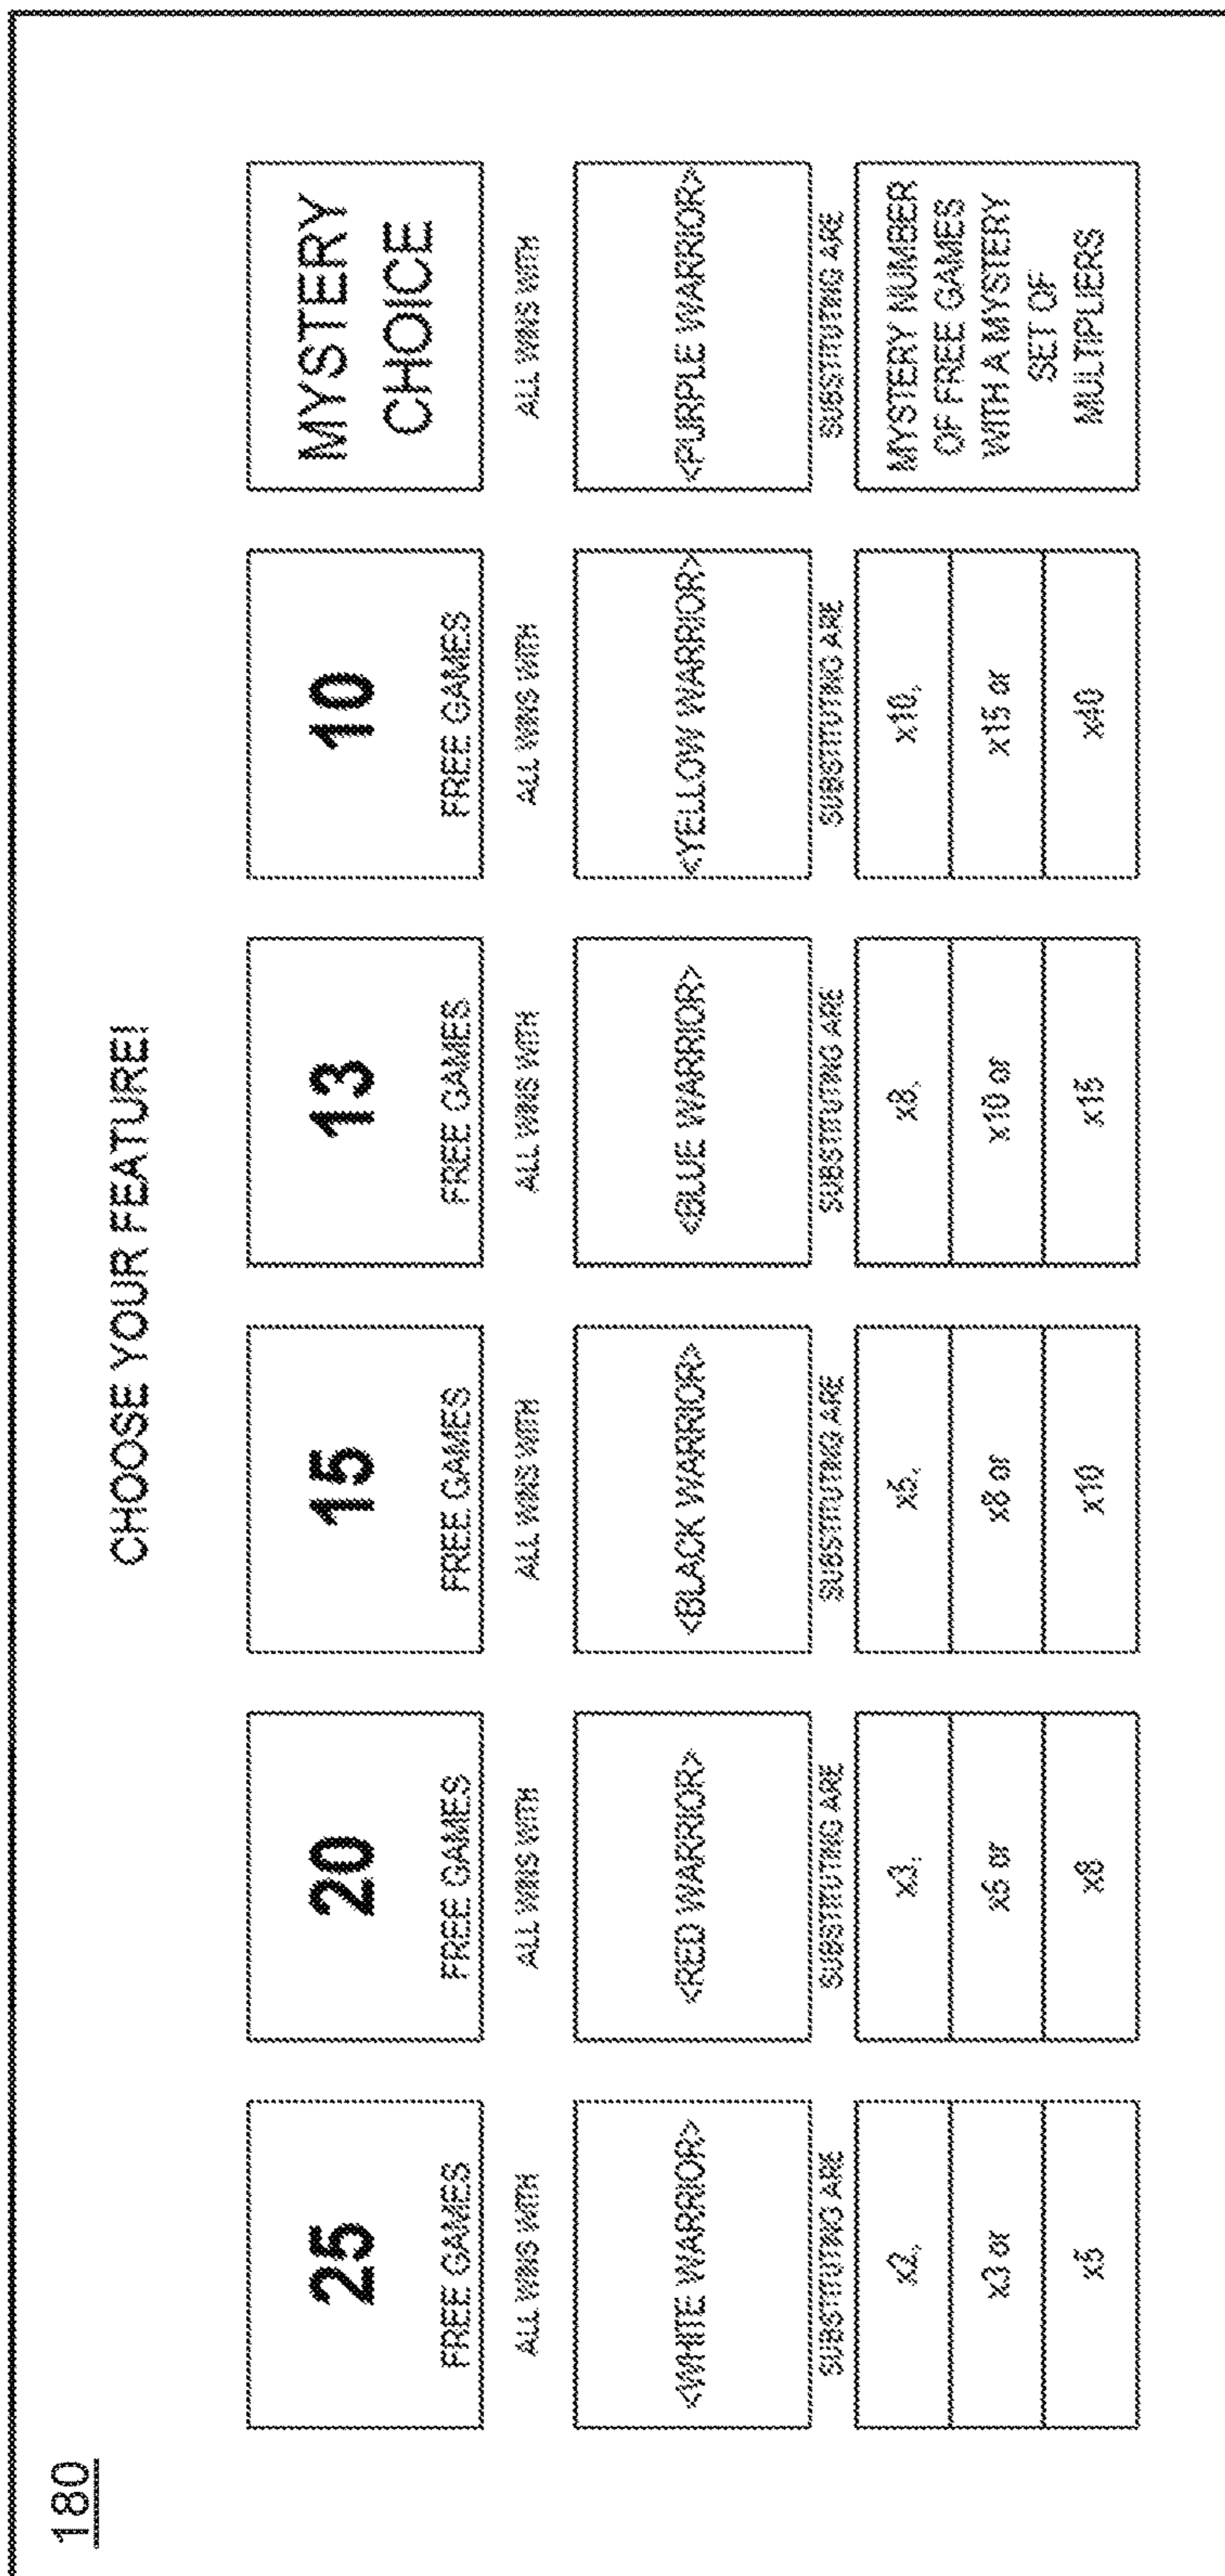 180
CHOOSE YOUR FEATURE!
25
FREE GAMES
ALL WINS WITH
<WHITE WARRIOR>
SUBSTITUTING ARE
x2,
x3 or
x5
20
FREE GAMES
ALL WINS WITH
<RED WARRIOR>
SUBSTITUTING ARE
x3,
x5 or
x8
15
FREE GAMES
ALL WINS WITH
<BLACK WARRIOR>
SUBSTITUTING ARE
x5,
x8 or
x10
13
FREE GAMES
ALL WINS WITH
<BLUE WARRIOR>
SUBSTITUTING ARE
x8,
x10 or
x15
10
FREE GAMES
ALL WINS WITH
<YELLOW WARRIOR>
SUBSTITUTING ARE
x10,
x15 or
x40
MYSTERY
CHOICE
ALL WINS WITH
<PURPLE WARRIOR>
SUBSTITUTING ARE
MYSTERY NUMBER
OF FREE GAMES
WITH A MYSTERY
SET OF
MULTIPLIERS